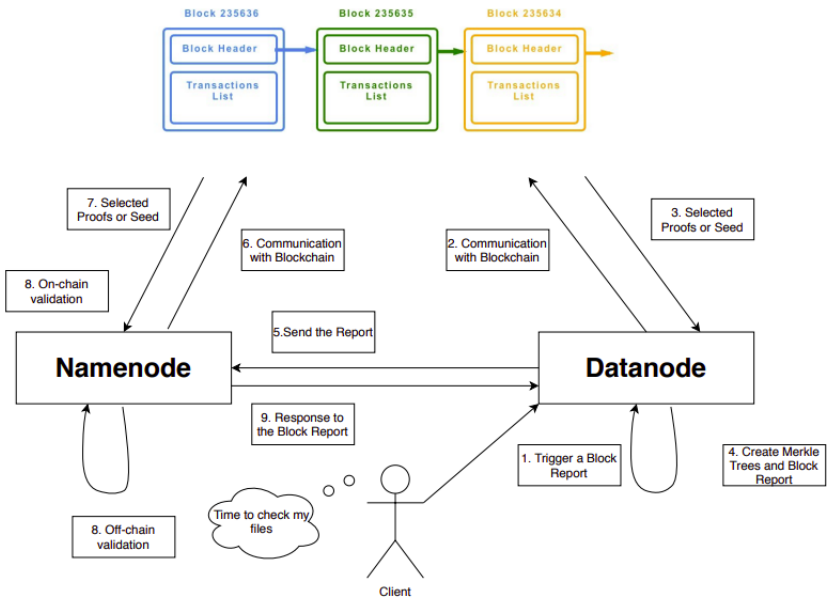 Block 235636
Block 235635
Block 235634
Block Header
Block Header
Block Header
Transactions
List
Transactions
List
Transactions
List
7. Selected
Proofs or Seed
3. Selected
Proofs or Seed
6. Communication
with Blockchain
2. Communication
with Blockchain
8. On-chain
validation
5.Send the Report
Namenode
Datanode
9. Response to
the Block Report
1. Trigger a Block
Report
4. Create Merkle
Trees and Block
Report
Time to check my
files
8. Off-chain
validation
Client